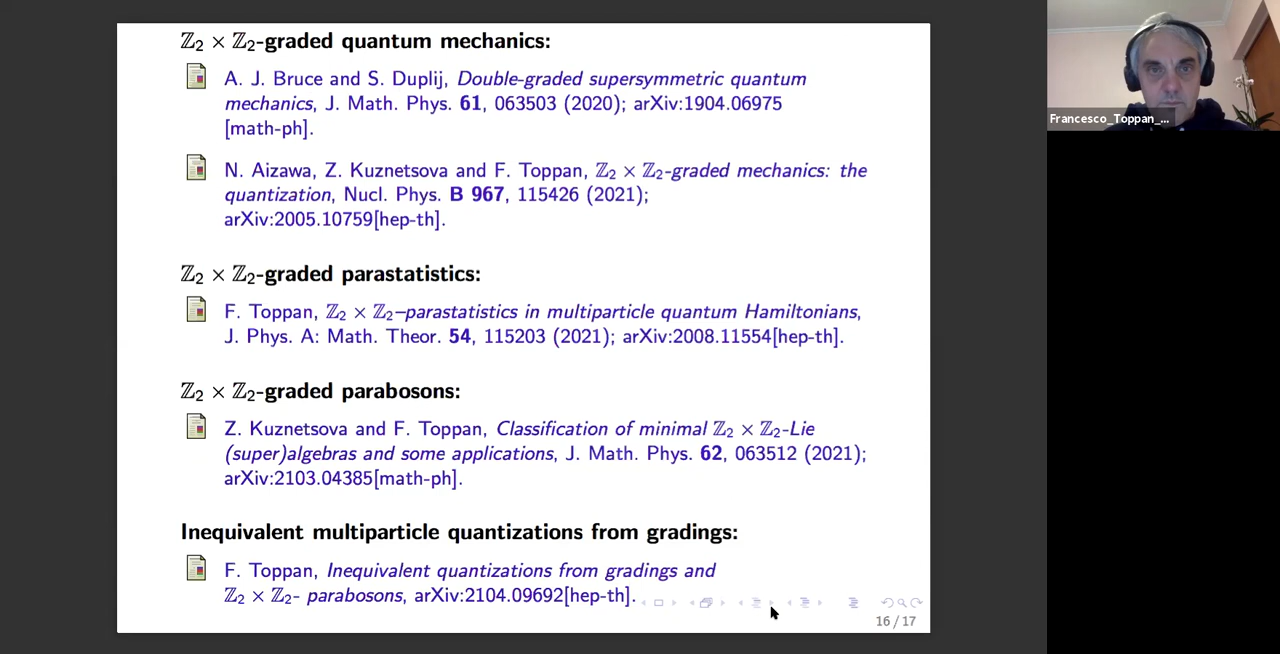 ℤ₂ × ℤ₂-graded quantum mechanics:
A. J. Bruce and S. Duplij, Double-graded supersymmetric quantum
mechanics, J. Math. Phys. 61, 063503 (2020); arXiv:1904.06975
[math-ph].
N. Aizawa, Z. Kuznetsova and F. Toppan, ℤ₂ × ℤ₂-graded mechanics: the
quantization, Nucl. Phys. B 967, 115426 (2021);
arXiv:2005.10759[hep-th].
ℤ₂ × ℤ₂-graded parastatistics:
F. Toppan, ℤ₂ × ℤ₂–parastatistics in multiparticle quantum Hamiltonians,
J. Phys. A: Math. Theor. 54, 115203 (2021); arXiv:2008.11554[hep-th].
ℤ₂ × ℤ₂-graded parabosons:
Z. Kuznetsova and F. Toppan, Classification of minimal ℤ₂ × ℤ₂-Lie
(super)algebras and some applications, J. Math. Phys. 62, 063512 (2021);
arXiv:2103.04385[math-ph].
Inequivalent multiparticle quantizations from gradings:
F. Toppan, Inequivalent quantizations from gradings and
ℤ₂ × ℤ₂- parabosons, arXiv:2104.09692[hep-th].
16 / 17
Francesco_Toppan_...